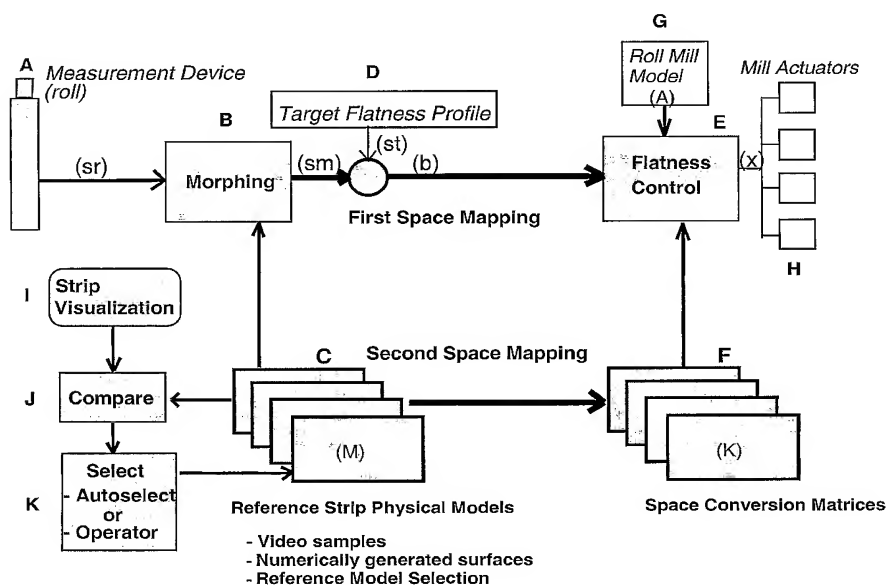 G
A
Measurement Device
(roll)
D
Roll Mill
Model
(A)
Mill Actuators
B
Target Flatness Profile
E
(sr)
Morphing
(sm)
(st)
(b)
Flatness
Control
(x)
First Space Mapping
H
I
Strip
Visualization
C
Second Space Mapping
F
J
Compare
(M)
(K)
K
Select
- Autoselect
or
- Operator
Reference Strip Physical Models
Space Conversion Matrices
- Video samples
- Numerically generated surfaces
- Reference Model Selection